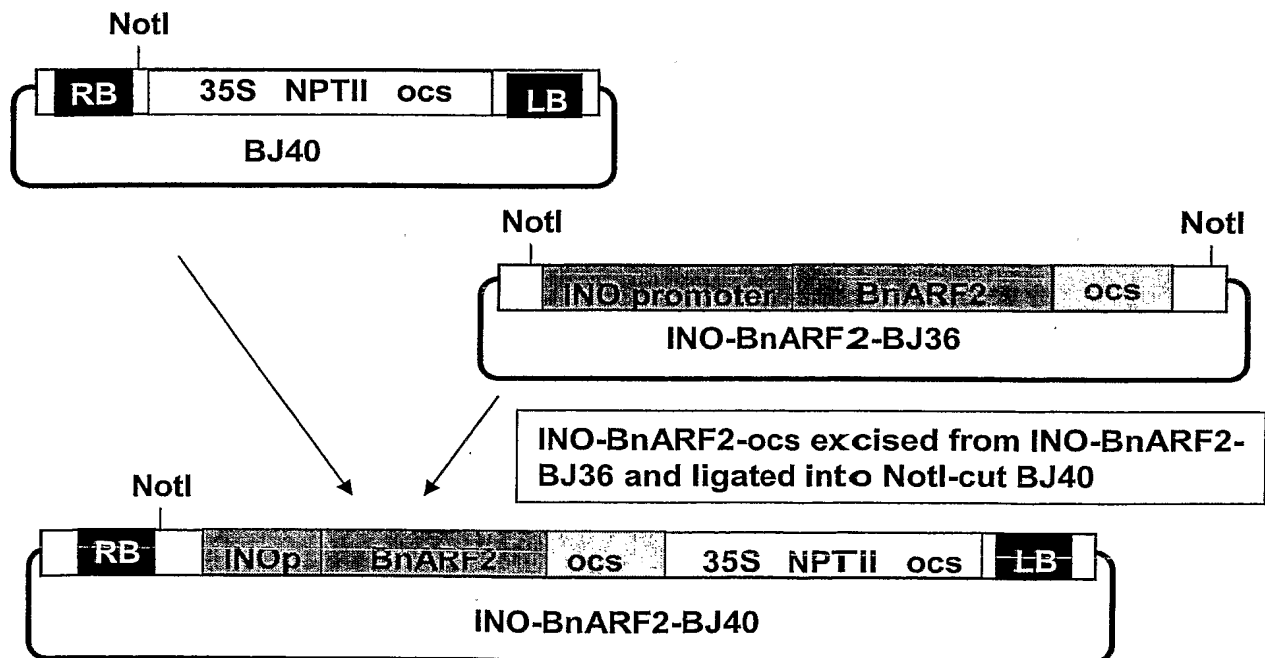 NotI
RB 35S NPTII ocs LB
BJ40
NotI NotI
INO promoter BnARF2 ocs
INO-BnARF2-BJ36
INO-BnARF2-ocs excised from INO-BnARF2-
BJ36 and ligated into NotI-cut BJ40
NotI
RB INOp BnARF2 ocs 35S NPTII ocs LB
INO-BnARF2-BJ40